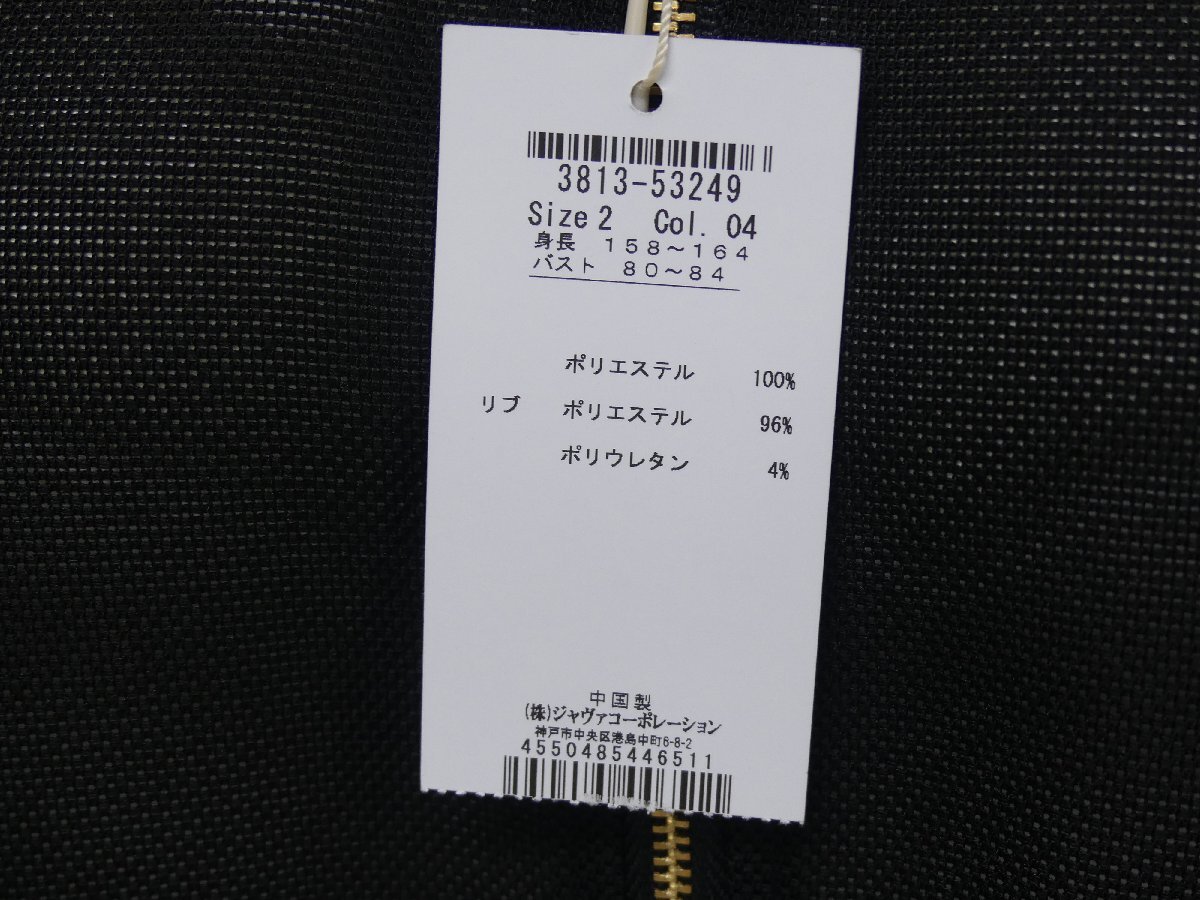 3813-53249
Size 2 Col. 04
身長 158～164
バスト 80～84
ポリエステル 100%
リブ ポリエステル 96%
ポリウレタン 4%
中国製
(株)ジャヴァコーポレーション
神戸市中央区港島中町6-8-2
4550485446511